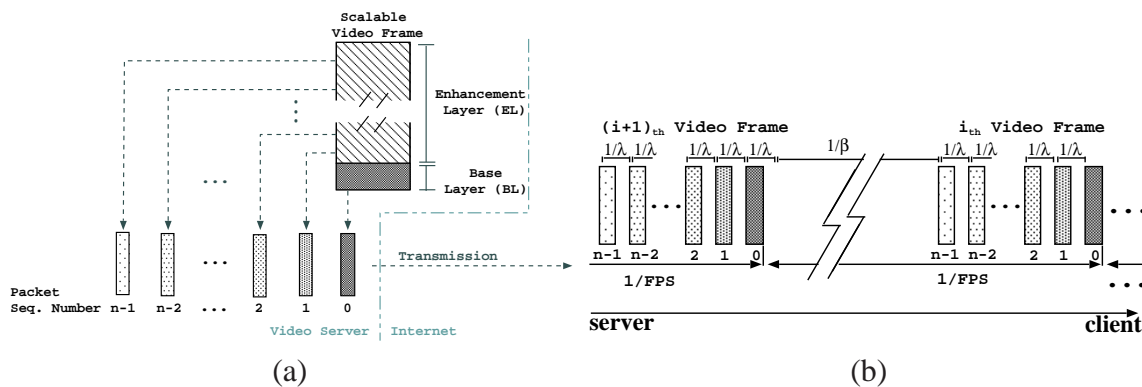 Scalable
Video Frame
Enhancement
Layer (EL)
Base
Layer (BL)
...
...
Transmission
Packet
Seq. Number n-1 n-2 ... 2 1 0
Video Server Internet
(a)
(i+1)th Video Frame ith Video Frame
1/λ 1/λ 1/λ 1/λ 1/λ 1/β 1/λ 1/λ 1/λ 1/λ
... ... ...
n-1 n-2 2 1 0 n-1 n-2 2 1 0
1/FPS 1/FPS ...
server client
(b)